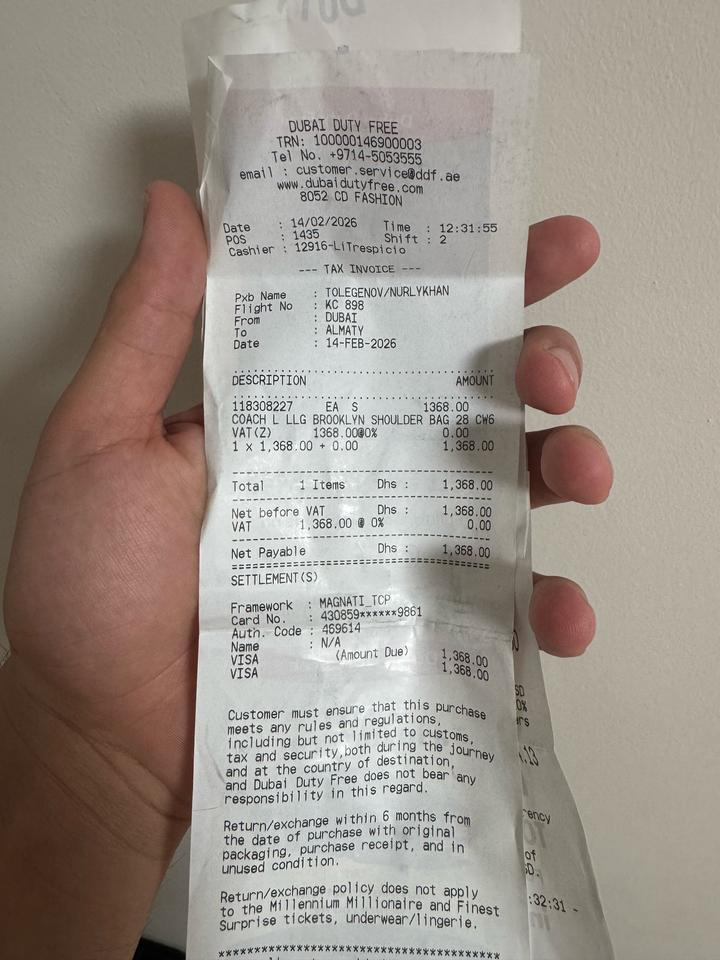 DUBAI DUTY FREE
TRN: 100000146900003
Tel No. +9714-5053555
email : customer.service@ddf.ae
www.dubaidutyfree.com
8052 CD FASHION
Date : 14/02/2026 Time : 12:31:55
POS : 1435 Shift : 2
Cashier : 12916-LiTrespicio
--- TAX INVOICE ---
Pxb Name : TOLEGENOV/NURLYKHAN
Flight No : KC 898
From : DUBAI
To : ALMATY
Date : 14-FEB-2026
DESCRIPTION AMOUNT
118308227 EA S 1368.00
COACH L LLG BROOKLYN SHOULDER BAG 28 CW6
VAT(Z) 1368.00@0% 0.00
1 x 1,368.00 + 0.00 1,368.00
Total 1 Items Dhs : 1,368.00
Net before VAT Dhs : 1,368.00
VAT 1,368.00 @ 0% 0.00
Net Payable Dhs : 1,368.00
SETTLEMENT(S)
Framework : MAGNATI_TCP
Card No. : 430859******9861
Auth. Code : 469614
Name : N/A
VISA (Amount Due) 1,368.00
VISA 1,368.00
Customer must ensure that this purchase
meets any rules and regulations,
including but not limited to customs,
tax and security,both during the journey
and at the country of destination,
and Dubai Duty Free does not bear any
responsibility in this regard.
Return/exchange within 6 months from
the date of purchase with original
packaging, purchase receipt, and in
unused condition.
Return/exchange policy does not apply
to the Millennium Millionaire and Finest
Surprise tickets, underwear/lingerie.
****************************************